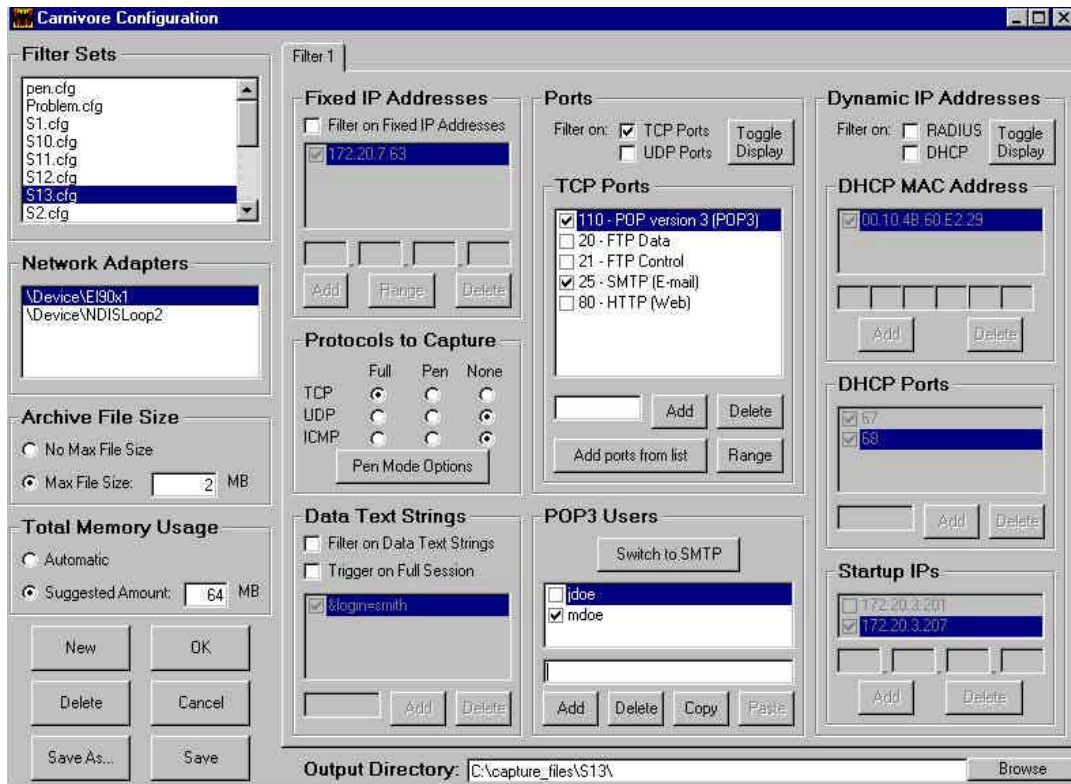 Carnivore Configuration
Filter Sets
pen.cfg
Problem.cfg
S1.cfg
S10.cfg
S11.cfg
S12.cfg
S13.cfg
S2.cfg
Network Adapters
\Device\El90x1
\Device\NDISLoop2
Archive File Size
No Max File Size
Max File Size: 2 MB
Total Memory Usage
Automatic
Suggested Amount: 64 MB
New OK
Delete Cancel
Save As... Save
Filter 1
Fixed IP Addresses
Filter on Fixed IP Addresses
172.20.7.63
Add Range Delete
Protocols to Capture
Full Pen None
TCP
UDP
ICMP
Pen Mode Options
Data Text Strings
Filter on Data Text Strings
Trigger on Full Session
&login=smith
Add Delete
Ports
Filter on: TCP Ports
UDP Ports
Toggle
Display
TCP Ports
110 - POP version 3 (POP3)
20 - FTP Data
21 - FTP Control
25 - SMTP (E-mail)
80 - HTTP (Web)
Add Delete
Add ports from list Range
POP3 Users
Switch to SMTP
jdoe
mdoe
Add Delete Copy Paste
Dynamic IP Addresses
Filter on: RADIUS
DHCP
Toggle
Display
DHCP MAC Address
00.10.4B.60.E2.29
Add Delete
DHCP Ports
67
68
Add Delete
Startup IPs
172.20.3.201
172.20.3.207
Add Delete
Output Directory: C:\capture_files\S13\ Browse